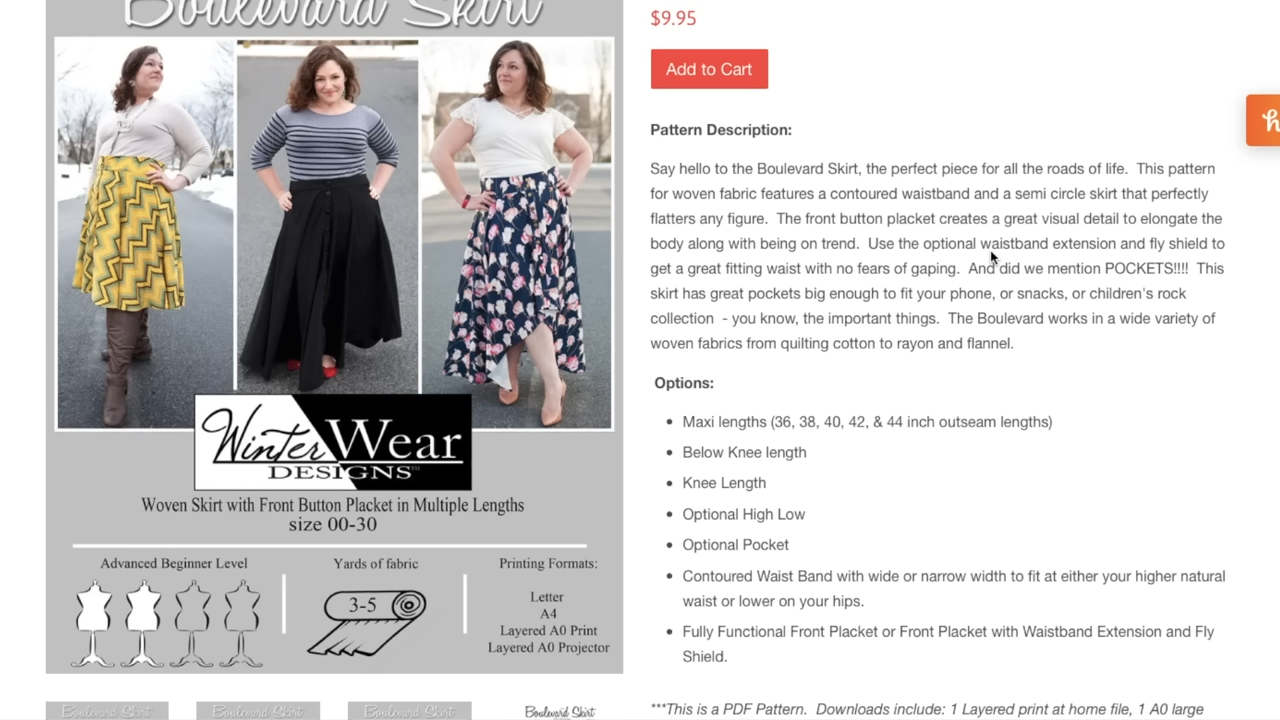 Boulevard Skirt
Winter Wear
DESIGNS™
Woven Skirt with Front Button Placket in Multiple Lengths
size 00-30
Advanced Beginner Level
Yards of fabric
3-5
Printing Formats:
Letter
A4
Layered A0 Print
Layered A0 Projector
Boulevard Skirt
Boulevard Skirt
Boulevard Skirt
Boulevard Skirt
$9.95
Add to Cart
Pattern Description:
Say hello to the Boulevard Skirt, the perfect piece for all the roads of life.  This pattern
for woven fabric features a contoured waistband and a semi circle skirt that perfectly
flatters any figure.  The front button placket creates a great visual detail to elongate the
body along with being on trend.  Use the optional waistband extension and fly shield to
get a great fitting waist with no fears of gaping.  And did we mention POCKETS!!!!  This
skirt has great pockets big enough to fit your phone, or snacks, or children's rock
collection  - you know, the important things.  The Boulevard works in a wide variety of
woven fabrics from quilting cotton to rayon and flannel.
Options:
• Maxi lengths (36, 38, 40, 42, & 44 inch outseam lengths)
• Below Knee length
• Knee Length
• Optional High Low
• Optional Pocket
• Contoured Waist Band with wide or narrow width to fit at either your higher natural
waist or lower on your hips.
• Fully Functional Front Placket or Front Placket with Waistband Extension and Fly
Shield.
***This is a PDF Pattern.  Downloads include: 1 Layered print at home file, 1 A0 large
h